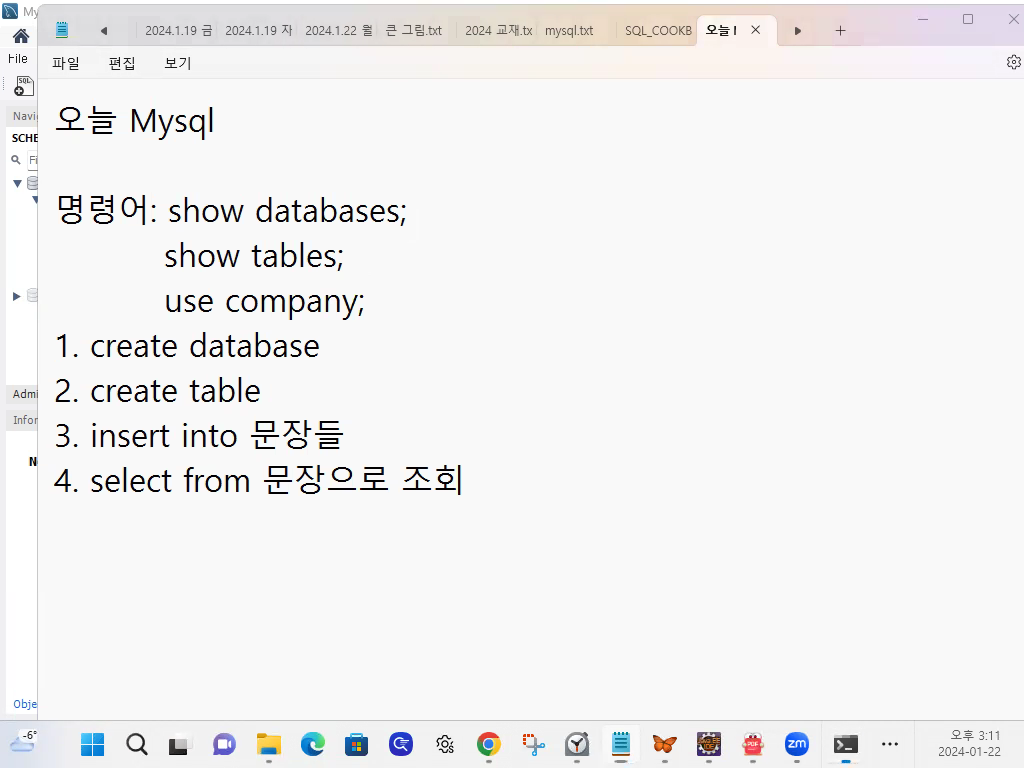 My
2024.1.19 금 2024.1.19 자 2024.1.22 월 큰 그림.txt 2024 교재.tx mysql.txt SQL_COOKB 오늘 I
File
파일 편집 보기
SQL
Navi
오늘 Mysql
SCHE
Fi
명령어: show databases;
show tables;
use company;
1. create database
2. create table
Admi
3. insert into 문장들
Infor
4. select from 문장으로 조회
Obje
-6°
zm
오후 3:11
2024-01-22